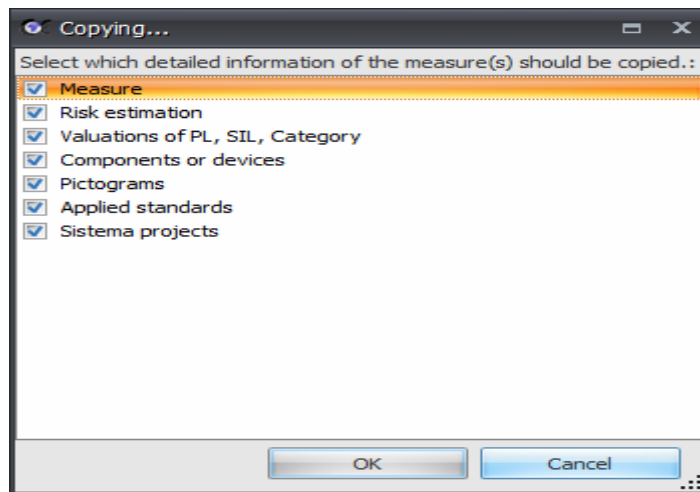 Copying...
Select which detailed information of the measure(s) should be copied.:
Measure
Risk estimation
Valuations of PL, SIL, Category
Components or devices
Pictograms
Applied standards
Sistema projects
OK Cancel